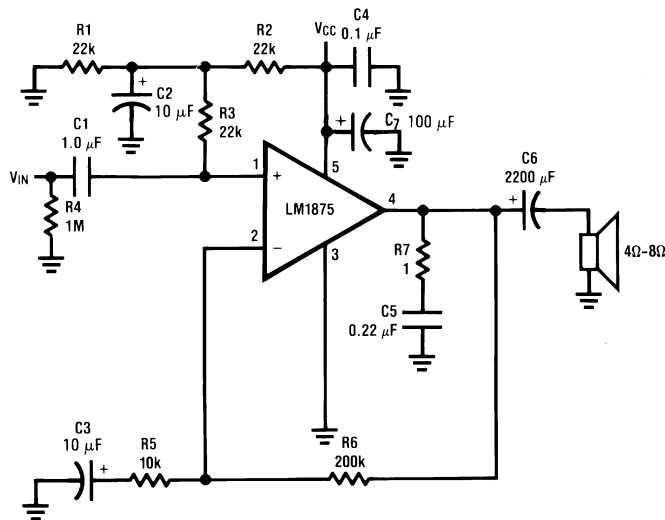 R1
22k
R2
22k
VCC
C4
0.1 μF
+
C2
10 μF
R3
22k
+
C7 100 μF
C1
1.0 μF
VIN
R4
1M
1
+
5
LM1875
4
2
−
3
C6
2200 μF
+
R7
1
4Ω-8Ω
C5
0.22 μF
C3
10 μF
+
R5
10k
R6
200k